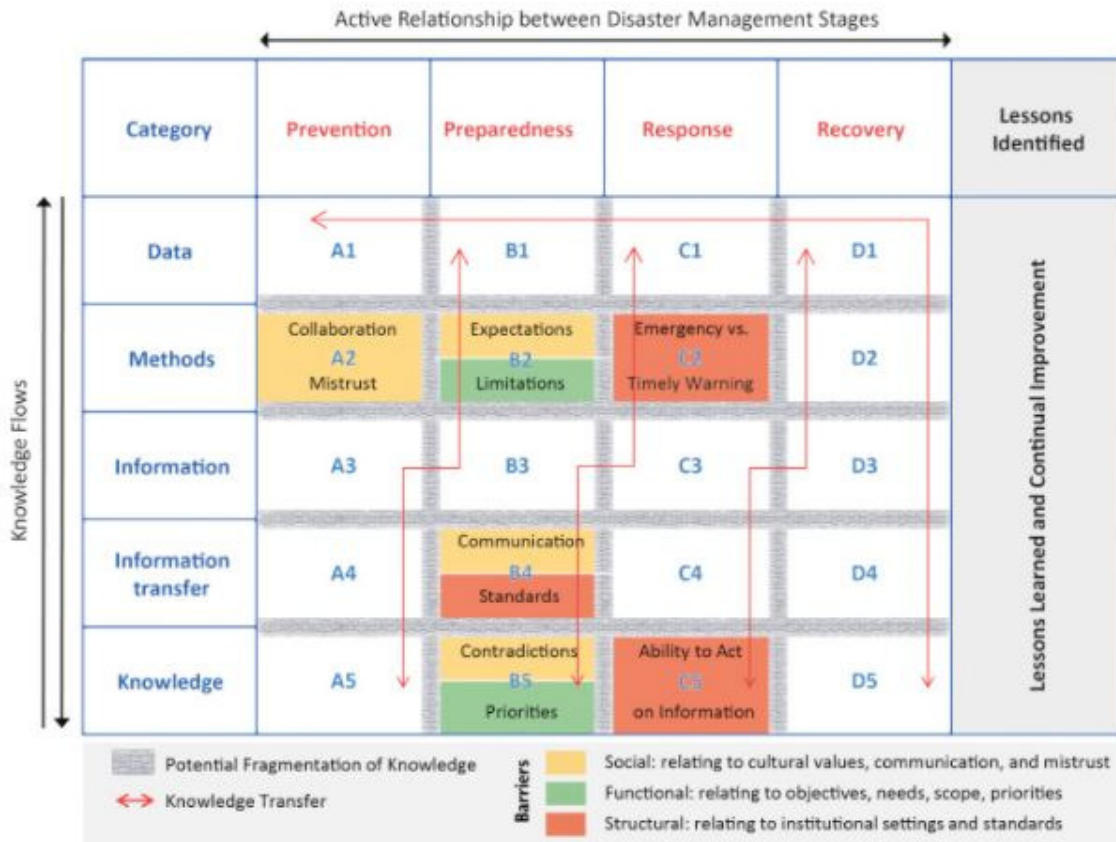 Active Relationship between Disaster Management Stages
Category
Prevention
Preparedness
Response
Recovery
Lessons
Identified
Knowledge Flows
Data
A1
B1
C1
D1
Lessons Learned and Continual Improvement
Methods
Collaboration
A2
Mistrust
Expectations
B2
Limitations
Emergency vs.
C2
Timely Warning
D2
Information
A3
B3
C3
D3
Information
transfer
A4
Communication
B4
Standards
C4
D4
Knowledge
A5
Contradictions
B5
Priorities
Ability to Act
C5
on Information
D5
Potential Fragmentation of Knowledge
Knowledge Transfer
Barriers
Social: relating to cultural values, communication, and mistrust
Functional: relating to objectives, needs, scope, priorities
Structural: relating to institutional settings and standards